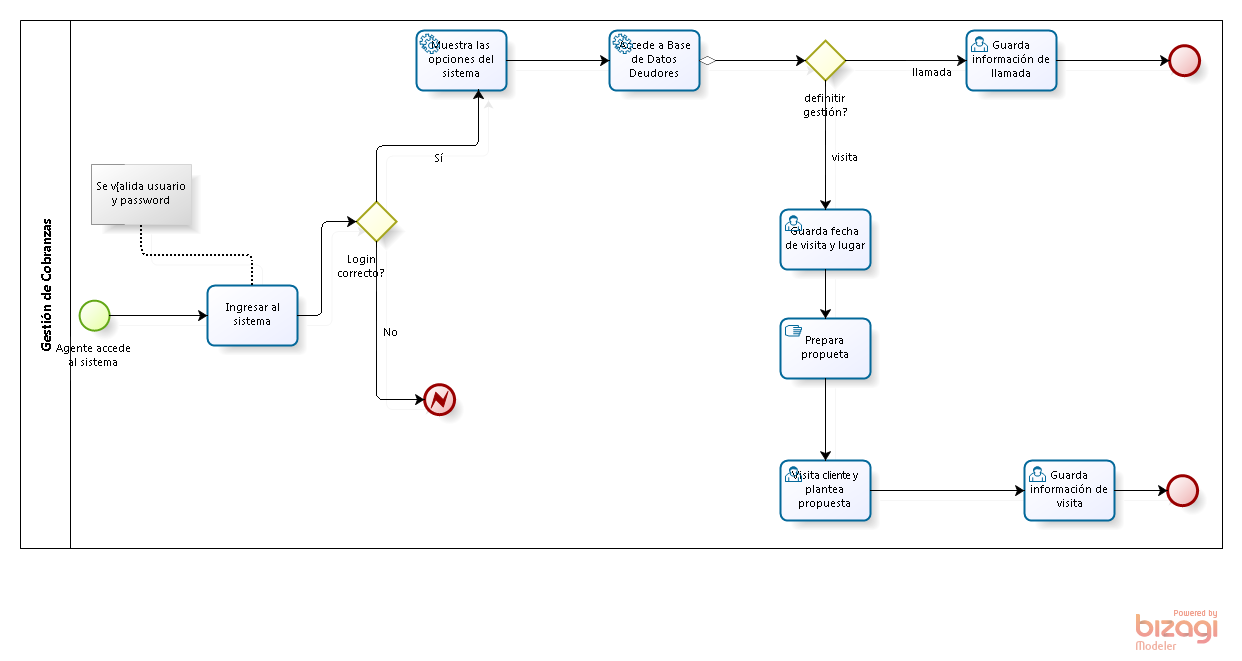 Gestión de Cobranzas
Muestra las
opciones del
sistema
Accede a Base
de Datos
Deudores
definitir
gestión?
llamada
Guarda
información de
llamada
Sí
visita
Se v{alida usuario
y password
Login
correcto?
No
Ingresar al
sistema
Agente accede
al sistema
Guarda fecha
de visita y lugar
Prepara
propueta
Visita cliente y
plantea
propuesta
Guarda
información de
visita
Powered by
bizagi
Modeler